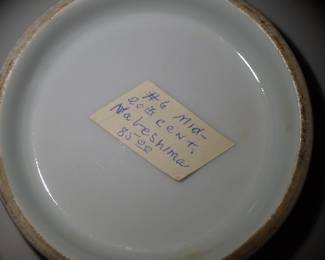 #6 Mid-
20th cent.
Nabeshima
85.00